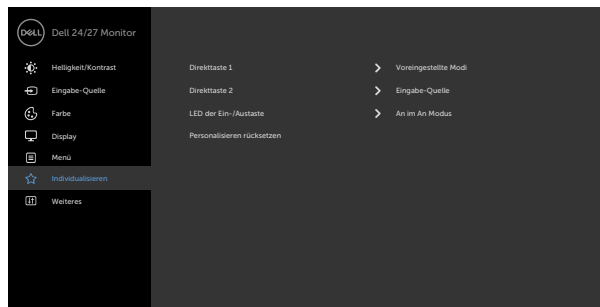 DELL Dell 24/27 Monitor
Helligkeit/Kontrast
Eingabe-Quelle
Farbe
Display
Menü
Individualisieren
Weiteres
Direkttaste 1 Voreingestellte Modi
Direkttaste 2 Eingabe-Quelle
LED der Ein-/Austaste An im An Modus
Personalisieren rücksetzen